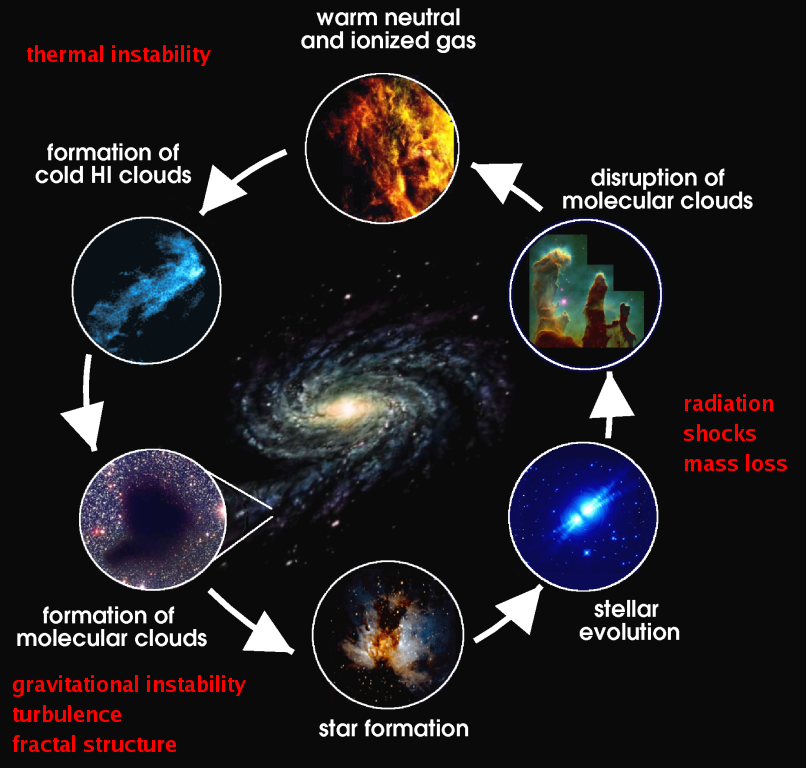 warm neutral
and ionized gas
thermal instability
formation of
cold HI clouds
disruption of
molecular clouds
radiation
shocks
mass loss
formation of
molecular clouds
stellar
evolution
gravitational instability
turbulence
fractal structure
star formation